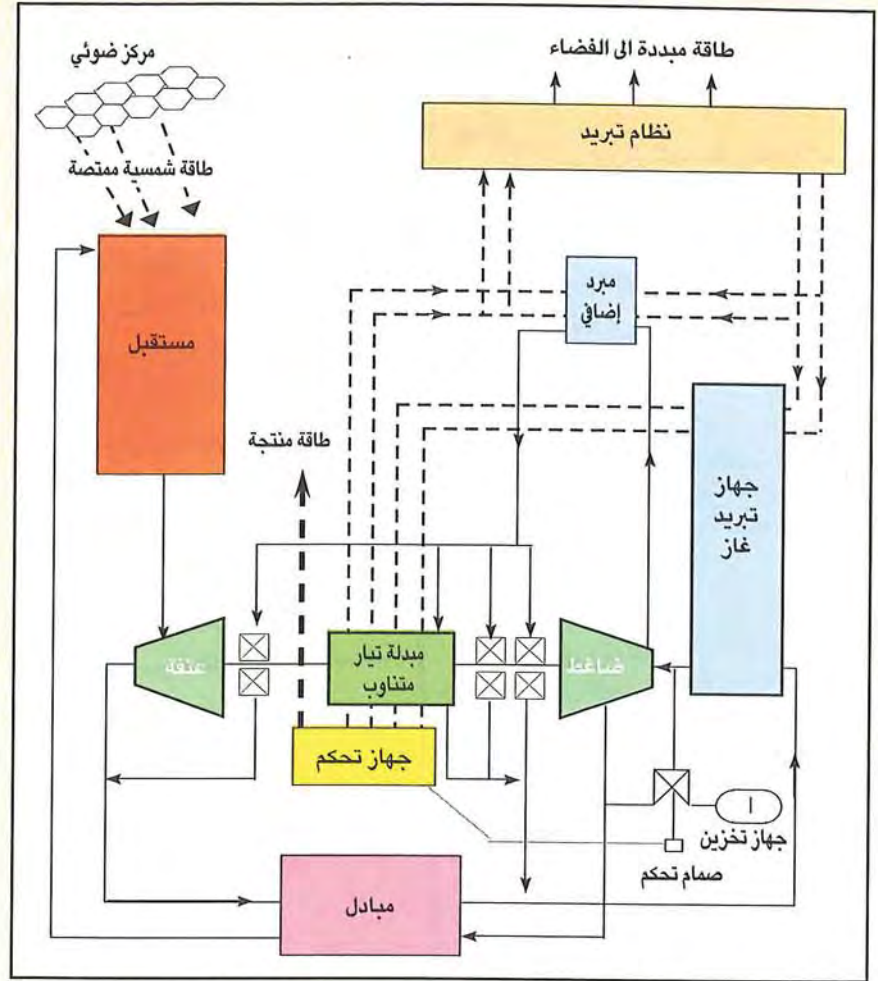 طاقة مبددة الى الفضاء
مركز ضوئي
نظام تبريد
طاقة شمسية ممتصة
مبرد
إضافي
مستقبل
طاقة منتجة
جهاز
تبريد
غاز
عنفة
مبدلة تيار
متناوب
ضاغط
جهاز تحكم
جهاز تخزين
صمام تحكم
مبادل